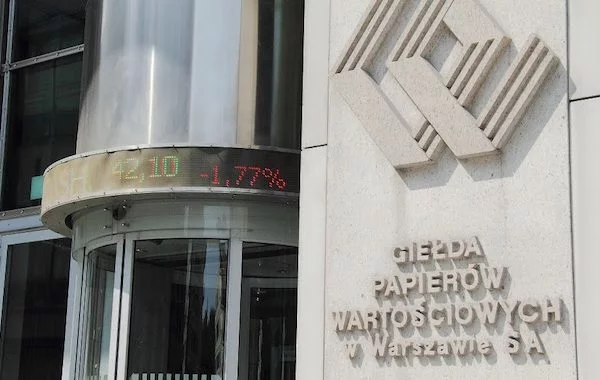 42,10 -1,77%
GIEŁDA
PAPIERÓW
WARTOŚCIOWYCH
w Warszawie SA